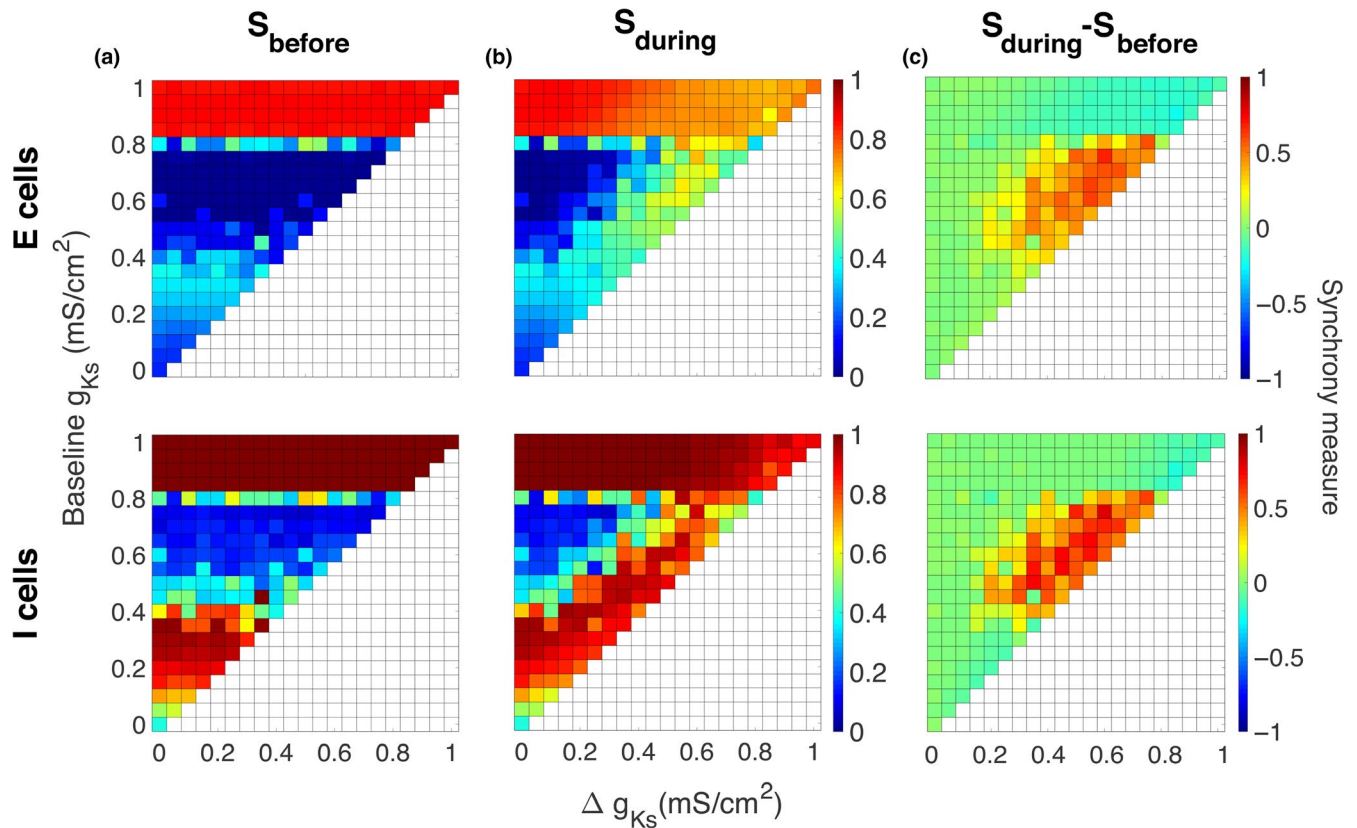 S_before
S_during
S_during-S_before
(a)
(b)
(c)
E cells
I cells
Baseline g_Ks (mS/cm²)
1
0.8
0.6
0.4
0.2
0
1
0.8
0.6
0.4
0.2
0
1
0.5
0
−0.5
−1
Synchrony measure
1
0.8
0.6
0.4
0.2
0
0 0.2 0.4 0.6 0.8 1
1
0.8
0.6
0.4
0.2
0
0 0.2 0.4 0.6 0.8 1
1
0.5
0
−0.5
−1
0 0.2 0.4 0.6 0.8 1
Δ g_Ks(mS/cm²)